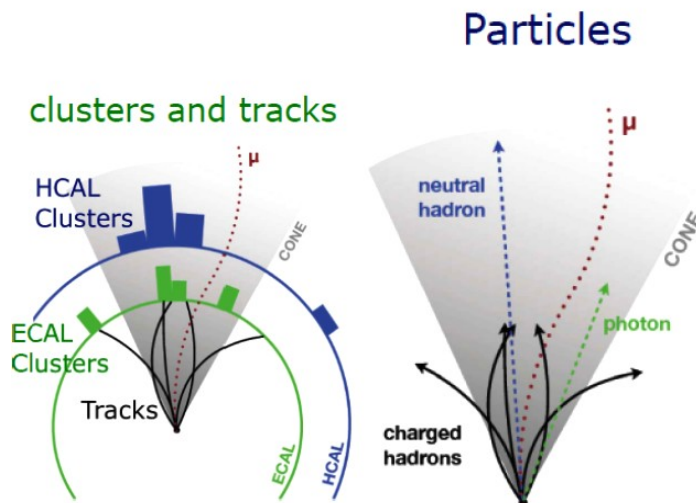 Particles
clusters and tracks
μ
HCAL
Clusters
CONE
ECAL
Clusters
Tracks
ECAL
HCAL
μ
neutral
hadron
CONE
photon
charged
hadrons